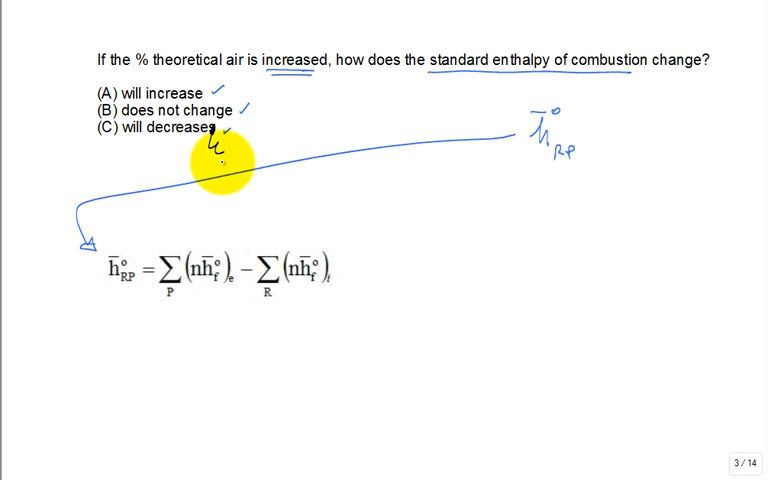 If the % theoretical air is increased, how does the standard enthalpy of combustion change?
(A) will increase ✓
(B) does not change ✓
(C) will decrease ✓
h̄°RP
h̄°RP = ∑P (nh̄°f)e − ∑R (nh̄°f)i
3 / 14